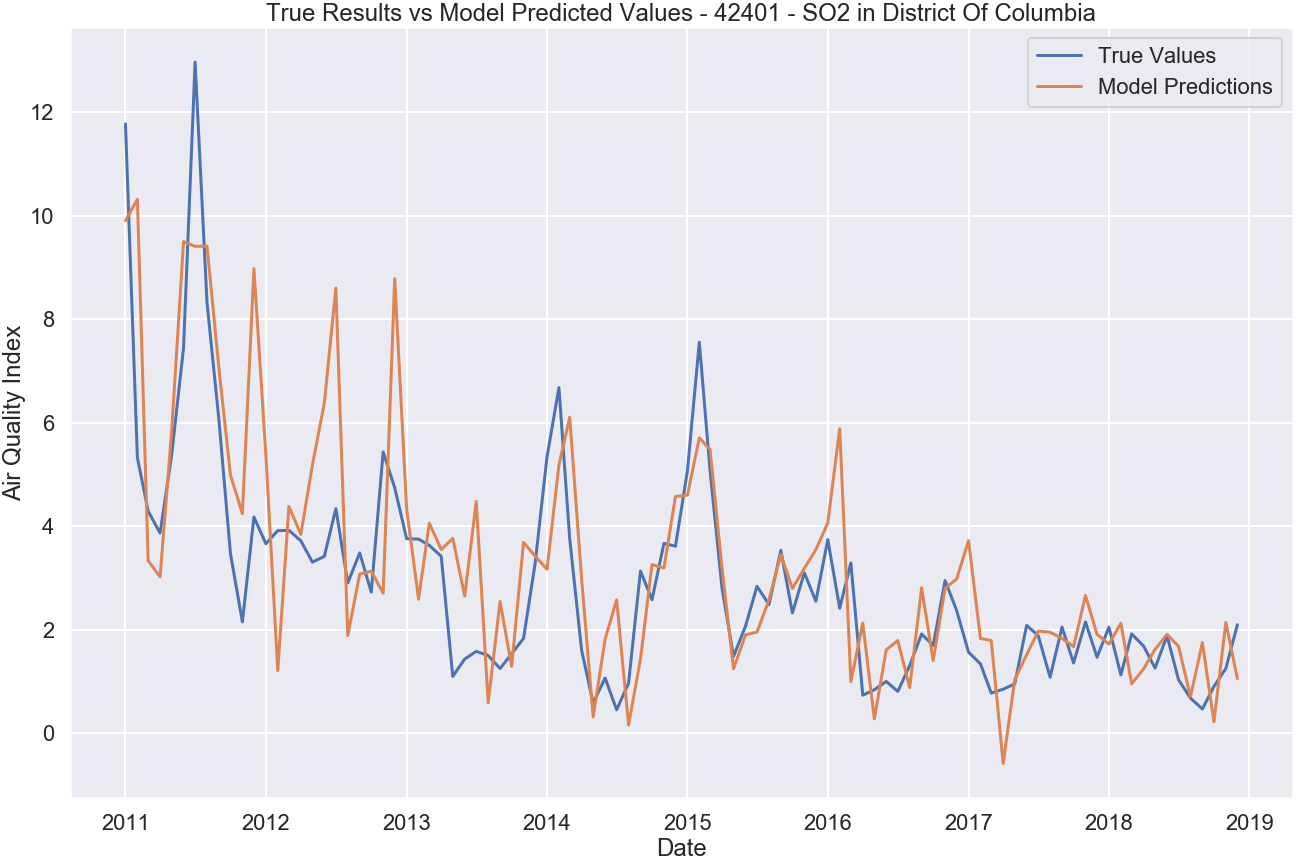 True Results vs Model Predicted Values - 42401 - SO2 in District Of Columbia
True Values
Model Predictions
Air Quality Index
12
10
8
6
4
2
0
2011 2012 2013 2014 2015 2016 2017 2018 2019
Date